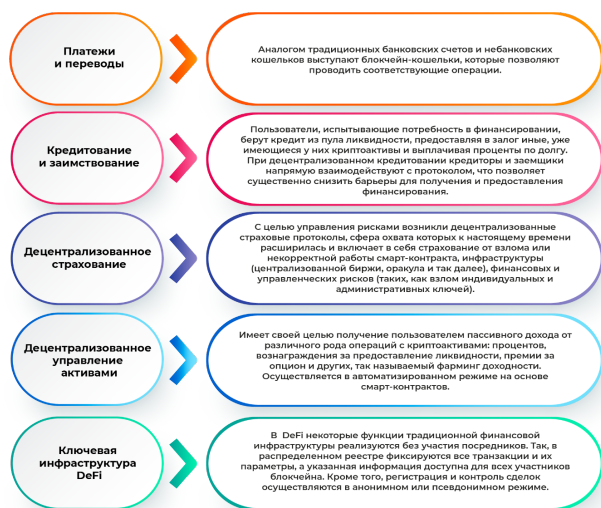 Платежи
и переводы
Аналогом традиционных банковских счетов и небанковских
кошельков выступают блокчейн-кошельки, которые позволяют
проводить соответствующие операции.
Кредитование
и заимствование
Пользователи, испытывающие потребность в финансировании,
берут кредит из пула ликвидности, предоставляя в залог иные, уже
имеющиеся у них криптоактивы и выплачивая проценты по долгу.
При децентрализованном кредитовании кредиторы и заемщики
напрямую взаимодействуют с протоколом, что позволяет
существенно снизить барьеры для получения и предоставления
финансирования.
Децентрализованное
страхование
С целью управления рисками возникли децентрализованные
страховые протоколы, сфера охвата которых к настоящему времени
расширилась и включает в себя страхование от взлома или
некорректной работы смарт-контракта, инфраструктуры
(централизованной биржи, оракула и так далее), финансовых и
управленческих рисков (таких, как взлом индивидуальных и
административных ключей).
Децентрализованное
управление
активами
Имеет своей целью получение пользователем пассивного дохода от
различного рода операций с криптоактивами: процентов,
вознаграждения за предоставление ликвидности, премии за
опцион и других, так называемый фарминг доходности.
Осуществляется в автоматизированном режиме на основе
смарт-контрактов.
Ключевая
инфраструктура
DeFi
В DeFi некоторые функции традиционной финансовой
инфраструктуры реализуются без участия посредников. Так, в
распределенном реестре фиксируются все транзакции и их
параметры, а указанная информация доступна для всех участников
блокчейна. Кроме того, регистрация и контроль сделок
осуществляются в анонимном или псевдонимном режиме.